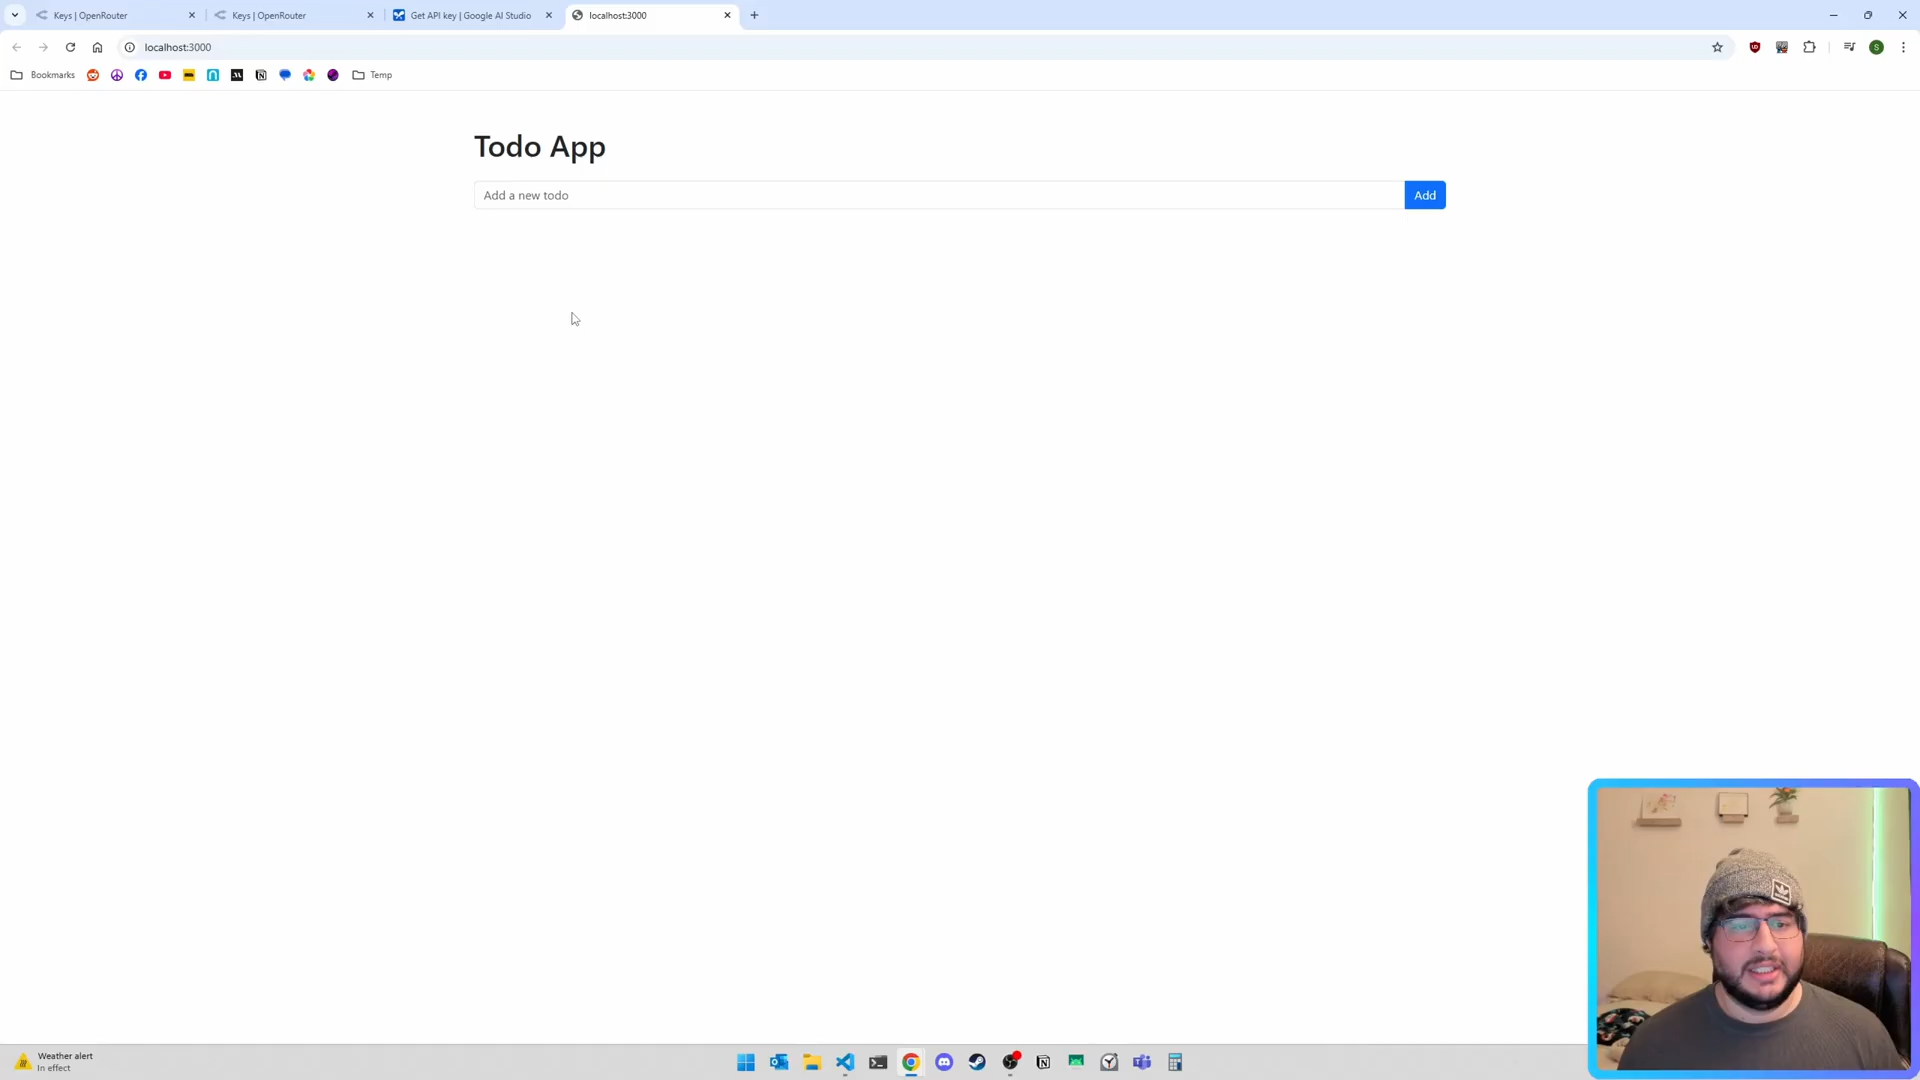 Keys | OpenRouter
Keys | OpenRouter
Get API key | Google AI Studio
localhost:3000
localhost:3000
S
Bookmarks
Temp
Todo App
Add a new todo
Add
Weather alert
In effect